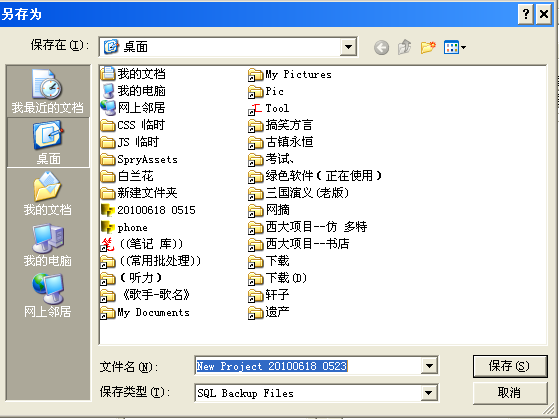 另存为
保存在(I):
桌面
我最近的文档
桌面
我的文档
我的电脑
网上邻居
我的文档
我的电脑
网上邻居
CSS 临时
JS 临时
SpryAssets
白兰花
新建文件夹
20100618 0515
phone
((笔记 库))
((常用批处理))
(听力)
《歌手-歌名》
My Documents
My Pictures
Pic
Tool
搞笑方言
古镇永恒
考试、
绿色软件(正在使用)
三国演义(老版)
网摘
西大项目--仿 多特
西大项目--书店
下载
下载(D)
轩子
遗产
文件名(N):
New Project 20100618 0523
保存(S)
保存类型(T):
SQL Backup Files
取消